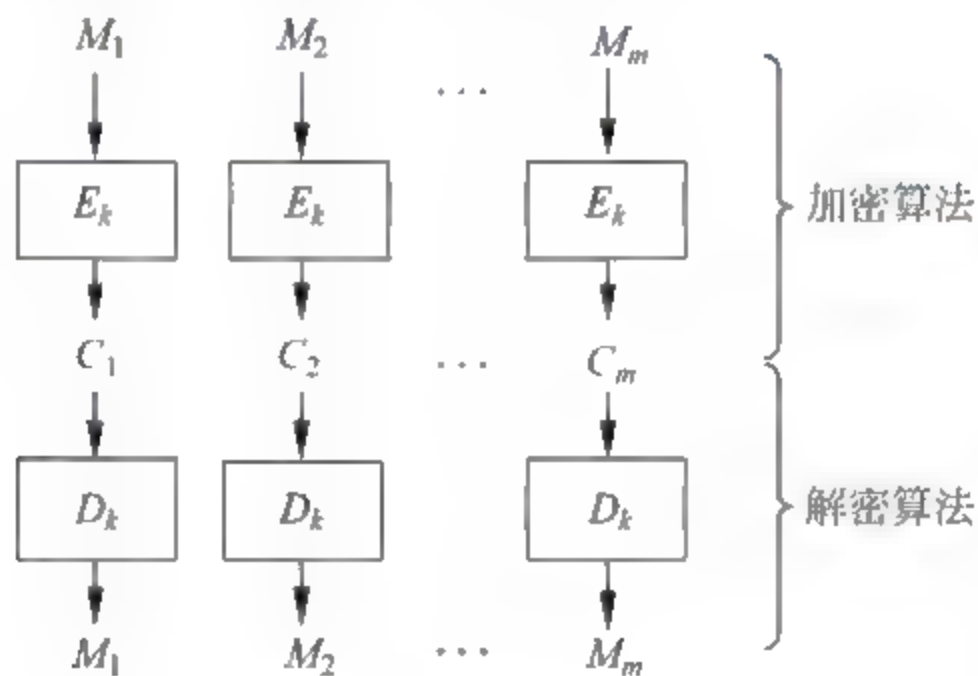 M₁ M₂ ... Mₘ
Eₖ Eₖ Eₖ 加密算法
C₁ C₂ ... Cₘ
Dₖ Dₖ Dₖ 解密算法
M₁ M₂ ... Mₘ